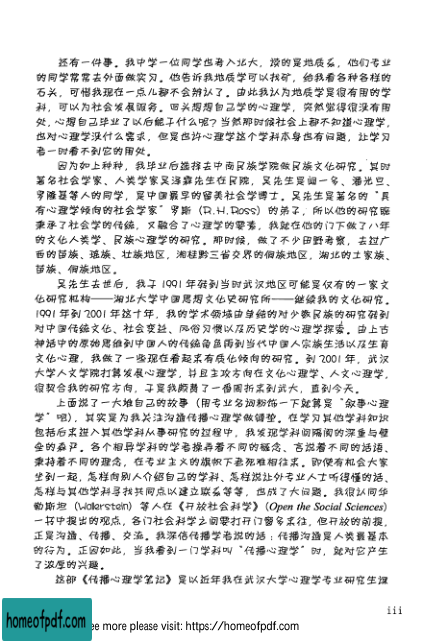 还有一件事。我中学一位同学也考入北大，读的是地质系，他们专业
的同学常常去外面做实习。他告诉我地质学可以找矿，给我看各种各样的
石头，可惜我现在一点儿都不会辨认了。由此我认为地质学是很有用的学
科，可以为社会发展服务。回头想想自己学的心理学，突然觉得很没有用
处，心想自己毕业了以后能干什么呢？当然那时候社会上都不知道心理学，
也对心理学没什么需求，但是也许心理学这个学科本身也有问题，让学习
者一时看不到它的用处。
因为如上种种，我毕业后选择去中南民族学院做民族文化研究。其时
著名社会学家、人类学家吴泽霖先生在民院，吴先生是闻一多、潘光旦、
罗隆基等人的同学，是中国最早的留美社会学博士。吴先生是著名的“具
有心理学倾向的社会学家”罗斯（R.H.Ross）的弟子，所以他的研究既
秉承了社会学的传统，又融合了心理学的要素，我就在他的门下做了八年
的文化人类学、民族心理学的研究。那时候，做了不少田野考察，去过广
西的苗族、瑶族、壮族地区，湘桂黔三省交界的侗族地区，湖北的土家族、
苗族、侗族地区。
吴先生去世后，我于1991年转到当时武汉地区可能是仅有的一家文
化研究机构——湖北大学中国思想文化史研究所——继续我的文化研究。
1991年到2001年这十年，我的学术领域由单纯的对少数民族的研究转到
对中国传统文化、社会变迁、风俗习惯以及历史学的心理学探索。由上古
神话中的原始思维到中国人的传统角色再到当代中国人宗族生活以及生育
文化心理，我做了一些现在看起来有质化倾向的研究。到2001年，武汉
大学人文学院打算发展心理学，并且主攻方向在文化心理学、人文心理学，
很契合我的研究方向，于是我颇费了一番周折来到武大，直到今天。
上面说了一大堆自己的故事（用专业名词粉饰一下就算是“叙事心理
学”吧），其实是为我关注沟通传播心理学做铺垫。在学习其他学科知识
包括后来进入其他学科从事研究的过程中，我发现学科间隔阂的深重与壁
垒的森严。各个相异学科的学者操弄着不同的概念、言说着不同的话语、
秉持着不同的理念，在专业主义的旗帜下老死难相往来。即便有机会大家
坐到一起，怎样向别人介绍自己的学科、怎样说让外专业人士听得懂的话、
怎样与其他学科寻找共同点以建立联系等等，也成了大问题。我很认同华
勒斯坦（Wallerstein）等人在《开放社会科学》(Open the Social Sciences)
一书中提出的观点，各门社会科学之间要打开门窗多来往，但开放的前提，
正是沟通、传播、交流。我深信传播学者说的话：传播沟通是人类最基本
的行为。正因如此，当我看到一门学科叫“传播心理学”时，就对它产生
了浓厚的兴趣。
这部《传播心理学笔记》是以近年我在武汉大学心理学专业研究生课
iii
homeofpdf.com
ee more please visit: https://homeofpdf.com